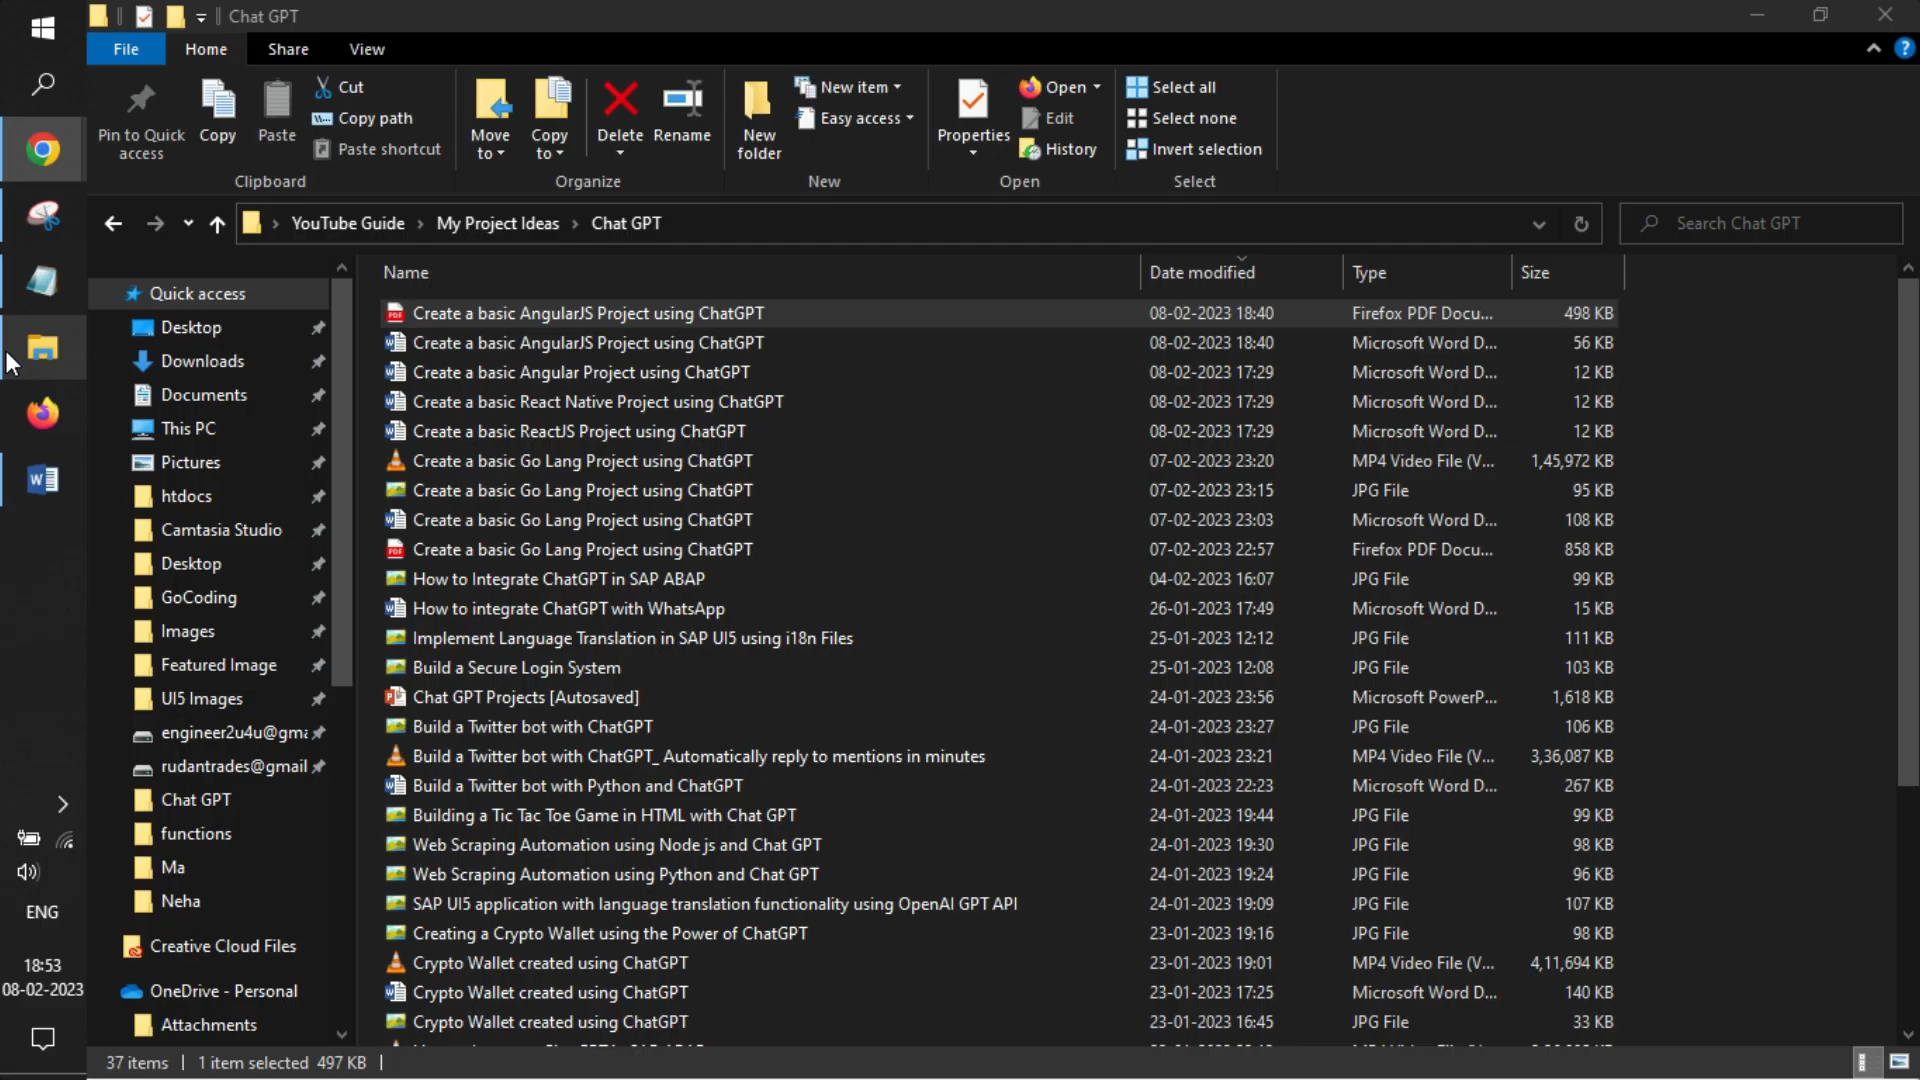 Chat GPT
File Home Share View
Pin to Quick access
Copy
Paste
Cut
Copy path
Paste shortcut
Clipboard
Move to
Copy to
Delete
Rename
Organize
New folder
New item
Easy access
New
Properties
Open
Edit
History
Open
Select all
Select none
Invert selection
Select
YouTube Guide My Project Ideas Chat GPT
Search Chat GPT
Quick access
Desktop
Downloads
Documents
This PC
Pictures
htdocs
Camtasia Studio
Desktop
GoCoding
Images
Featured Image
UI5 Images
engineer2u4u@gma
rudantrades@gmail
Chat GPT
functions
Ma
Neha
Creative Cloud Files
OneDrive - Personal
Attachments
Name Date modified Type Size
Create a basic AngularJS Project using ChatGPT 08-02-2023 18:40 Firefox PDF Docu... 498 KB
Create a basic AngularJS Project using ChatGPT 08-02-2023 18:40 Microsoft Word D... 56 KB
Create a basic Angular Project using ChatGPT 08-02-2023 17:29 Microsoft Word D... 12 KB
Create a basic React Native Project using ChatGPT 08-02-2023 17:29 Microsoft Word D... 12 KB
Create a basic ReactJS Project using ChatGPT 08-02-2023 17:29 Microsoft Word D... 12 KB
Create a basic Go Lang Project using ChatGPT 07-02-2023 23:20 MP4 Video File (V... 1,45,972 KB
Create a basic Go Lang Project using ChatGPT 07-02-2023 23:15 JPG File 95 KB
Create a basic Go Lang Project using ChatGPT 07-02-2023 23:03 Microsoft Word D... 108 KB
Create a basic Go Lang Project using ChatGPT 07-02-2023 22:57 Firefox PDF Docu... 858 KB
How to Integrate ChatGPT in SAP ABAP 04-02-2023 16:07 JPG File 99 KB
How to integrate ChatGPT with WhatsApp 26-01-2023 17:49 Microsoft Word D... 15 KB
Implement Language Translation in SAP UI5 using i18n Files 25-01-2023 12:12 JPG File 111 KB
Build a Secure Login System 25-01-2023 12:08 JPG File 103 KB
Chat GPT Projects [Autosaved] 24-01-2023 23:56 Microsoft PowerP... 1,618 KB
Build a Twitter bot with ChatGPT 24-01-2023 23:27 JPG File 106 KB
Build a Twitter bot with ChatGPT_ Automatically reply to mentions in minutes 24-01-2023 23:21 MP4 Video File (V... 3,36,087 KB
Build a Twitter bot with Python and ChatGPT 24-01-2023 22:23 Microsoft Word D... 267 KB
Building a Tic Tac Toe Game in HTML with Chat GPT 24-01-2023 19:44 JPG File 99 KB
Web Scraping Automation using Node js and Chat GPT 24-01-2023 19:30 JPG File 98 KB
Web Scraping Automation using Python and Chat GPT 24-01-2023 19:24 JPG File 96 KB
SAP UI5 application with language translation functionality using OpenAI GPT API 24-01-2023 19:09 JPG File 107 KB
Creating a Crypto Wallet using the Power of ChatGPT 23-01-2023 19:16 JPG File 98 KB
Crypto Wallet created using ChatGPT 23-01-2023 19:01 MP4 Video File (V... 4,11,694 KB
Crypto Wallet created using ChatGPT 23-01-2023 17:25 Microsoft Word D... 140 KB
Crypto Wallet created using ChatGPT 23-01-2023 16:45 JPG File 33 KB
37 items 1 item selected 497 KB
ENG
18:53
08-02-2023